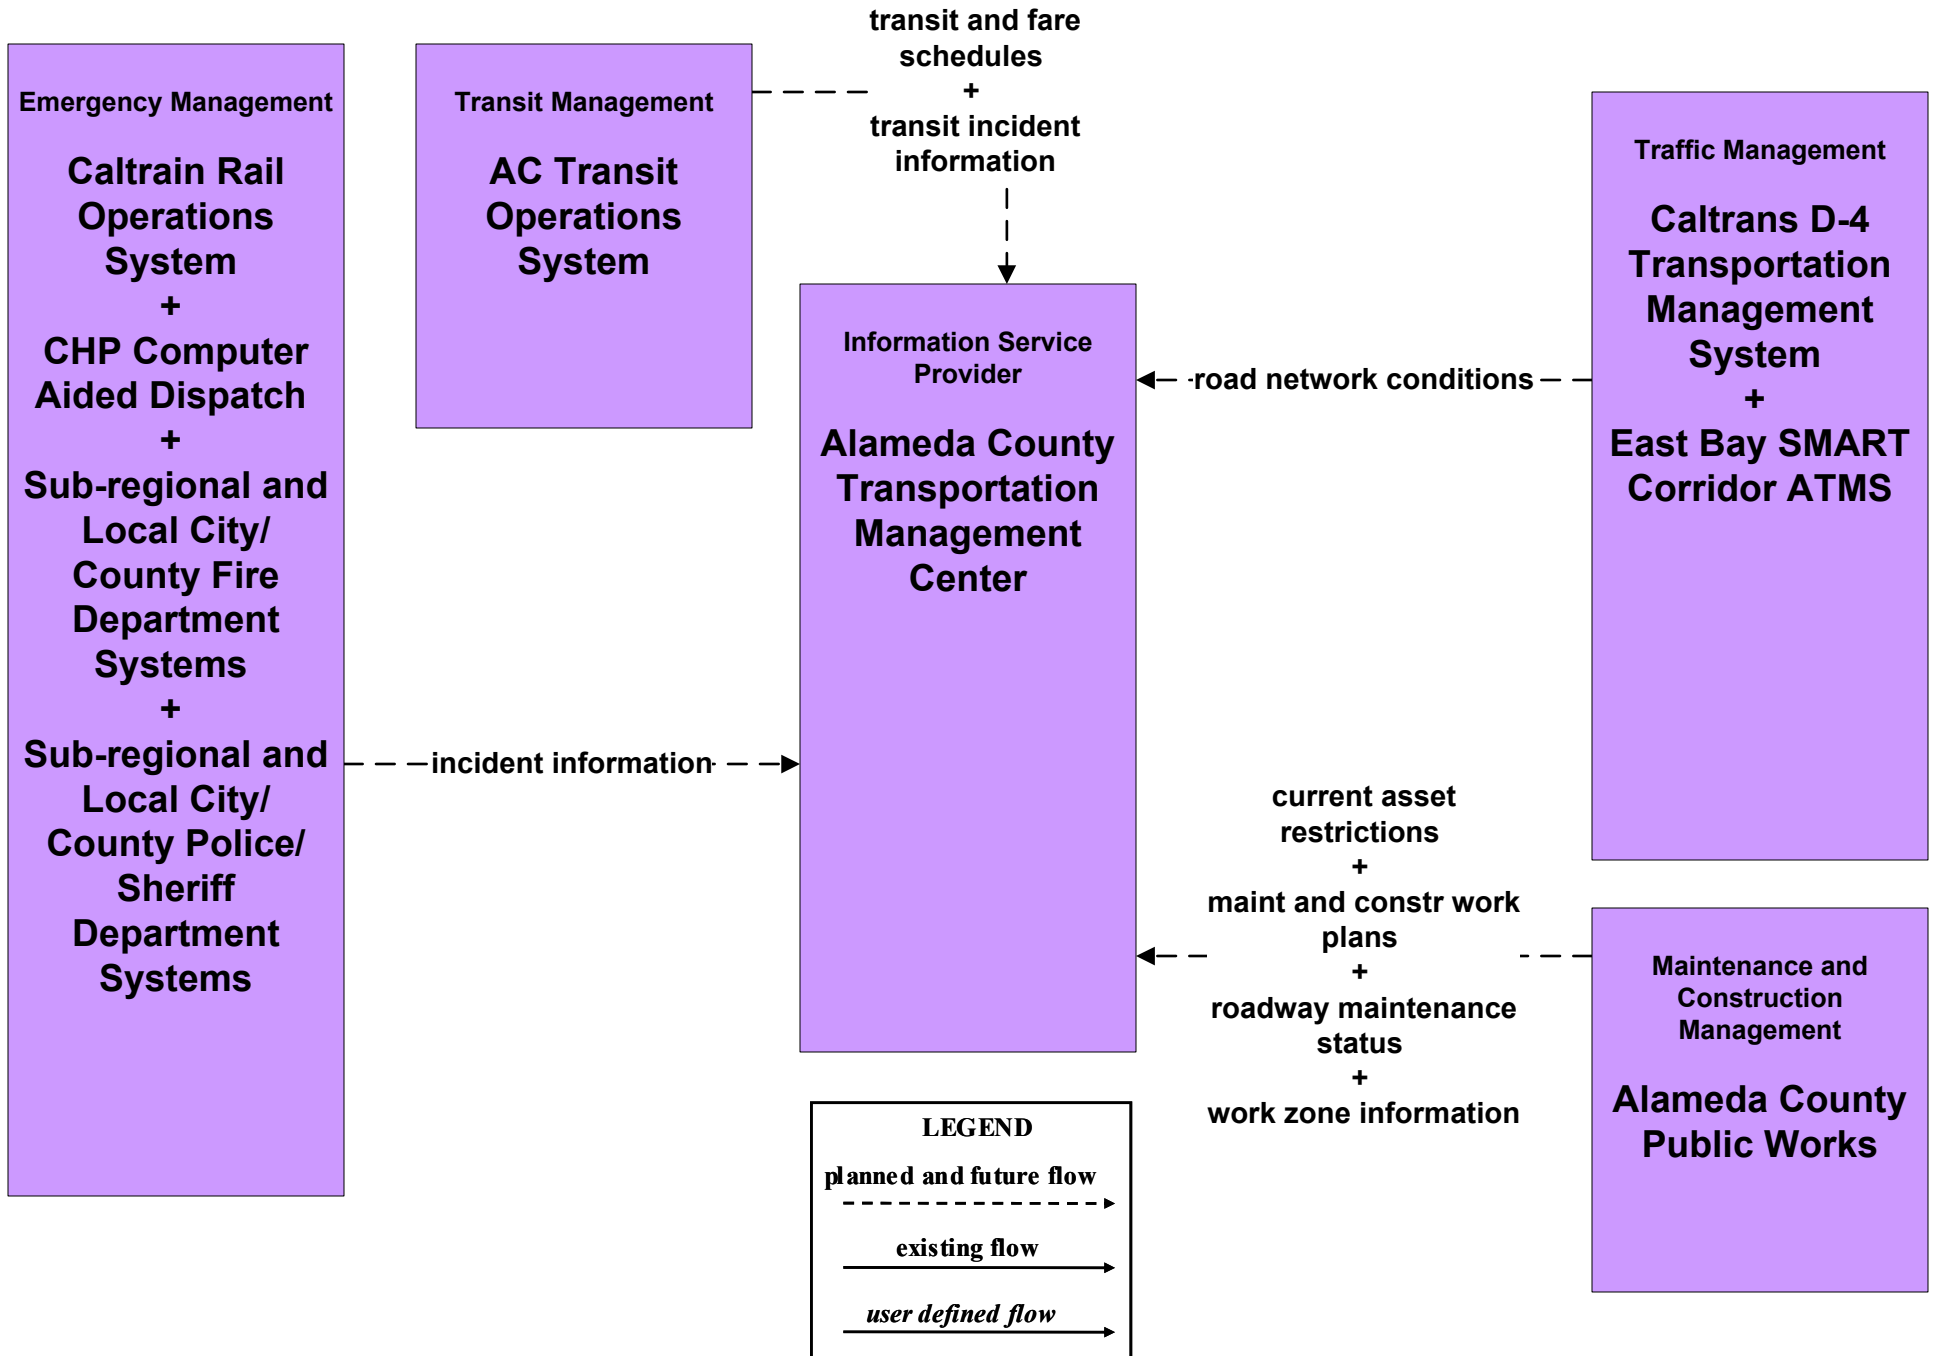 Emergency Management
Caltrain Rail
Operations
System
+
CHP Computer
Aided Dispatch
+
Sub-regional and
Local City/
County Fire
Department
Systems
+
Sub-regional and
Local City/
County Police/
Sheriff
Department
Systems
Transit Management
AC Transit
Operations
System
transit and fare
schedules
+
transit incident
information
Information Service
Provider
Alameda County
Transportation
Management
Center
incident information
road network conditions
Traffic Management
Caltrans D-4
Transportation
Management
System
+
East Bay SMART
Corridor ATMS
current asset
restrictions
+
maint and constr work
plans
+
roadway maintenance
status
+
work zone information
Maintenance and
Construction
Management
Alameda County
Public Works
LEGEND
planned and future flow
existing flow
user defined flow